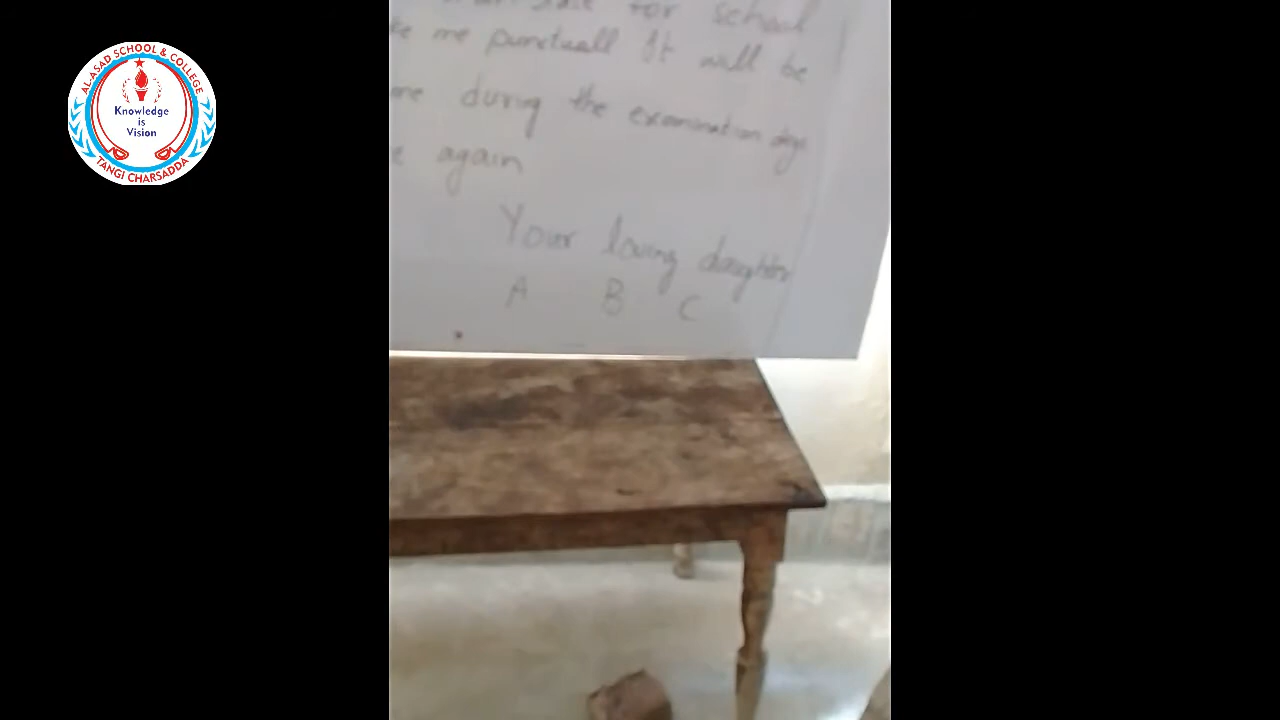 AL-ASAD SCHOOL & COLLEGE
Knowledge
is
Vision
TANGI CHARSADDA
for school
me punctuall It will be
during the examination days
again
Your loving daughter
A B C